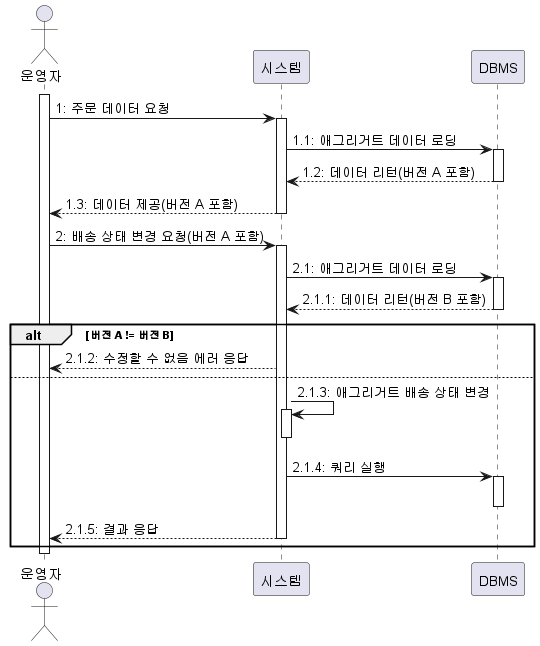 운영자
시스템
DBMS
1: 주문 데이터 요청
1.1: 애그리거트 데이터 로딩
1.2: 데이터 리턴(버전 A 포함)
1.3: 데이터 제공(버전 A 포함)
2: 배송 상태 변경 요청(버전 A 포함)
2.1: 애그리거트 데이터 로딩
2.1.1: 데이터 리턴(버전 B 포함)
alt [버전 A != 버전 B]
2.1.2: 수정할 수 없음 에러 응답
2.1.3: 애그리거트 배송 상태 변경
2.1.4: 쿼리 실행
2.1.5: 결과 응답
운영자
시스템
DBMS